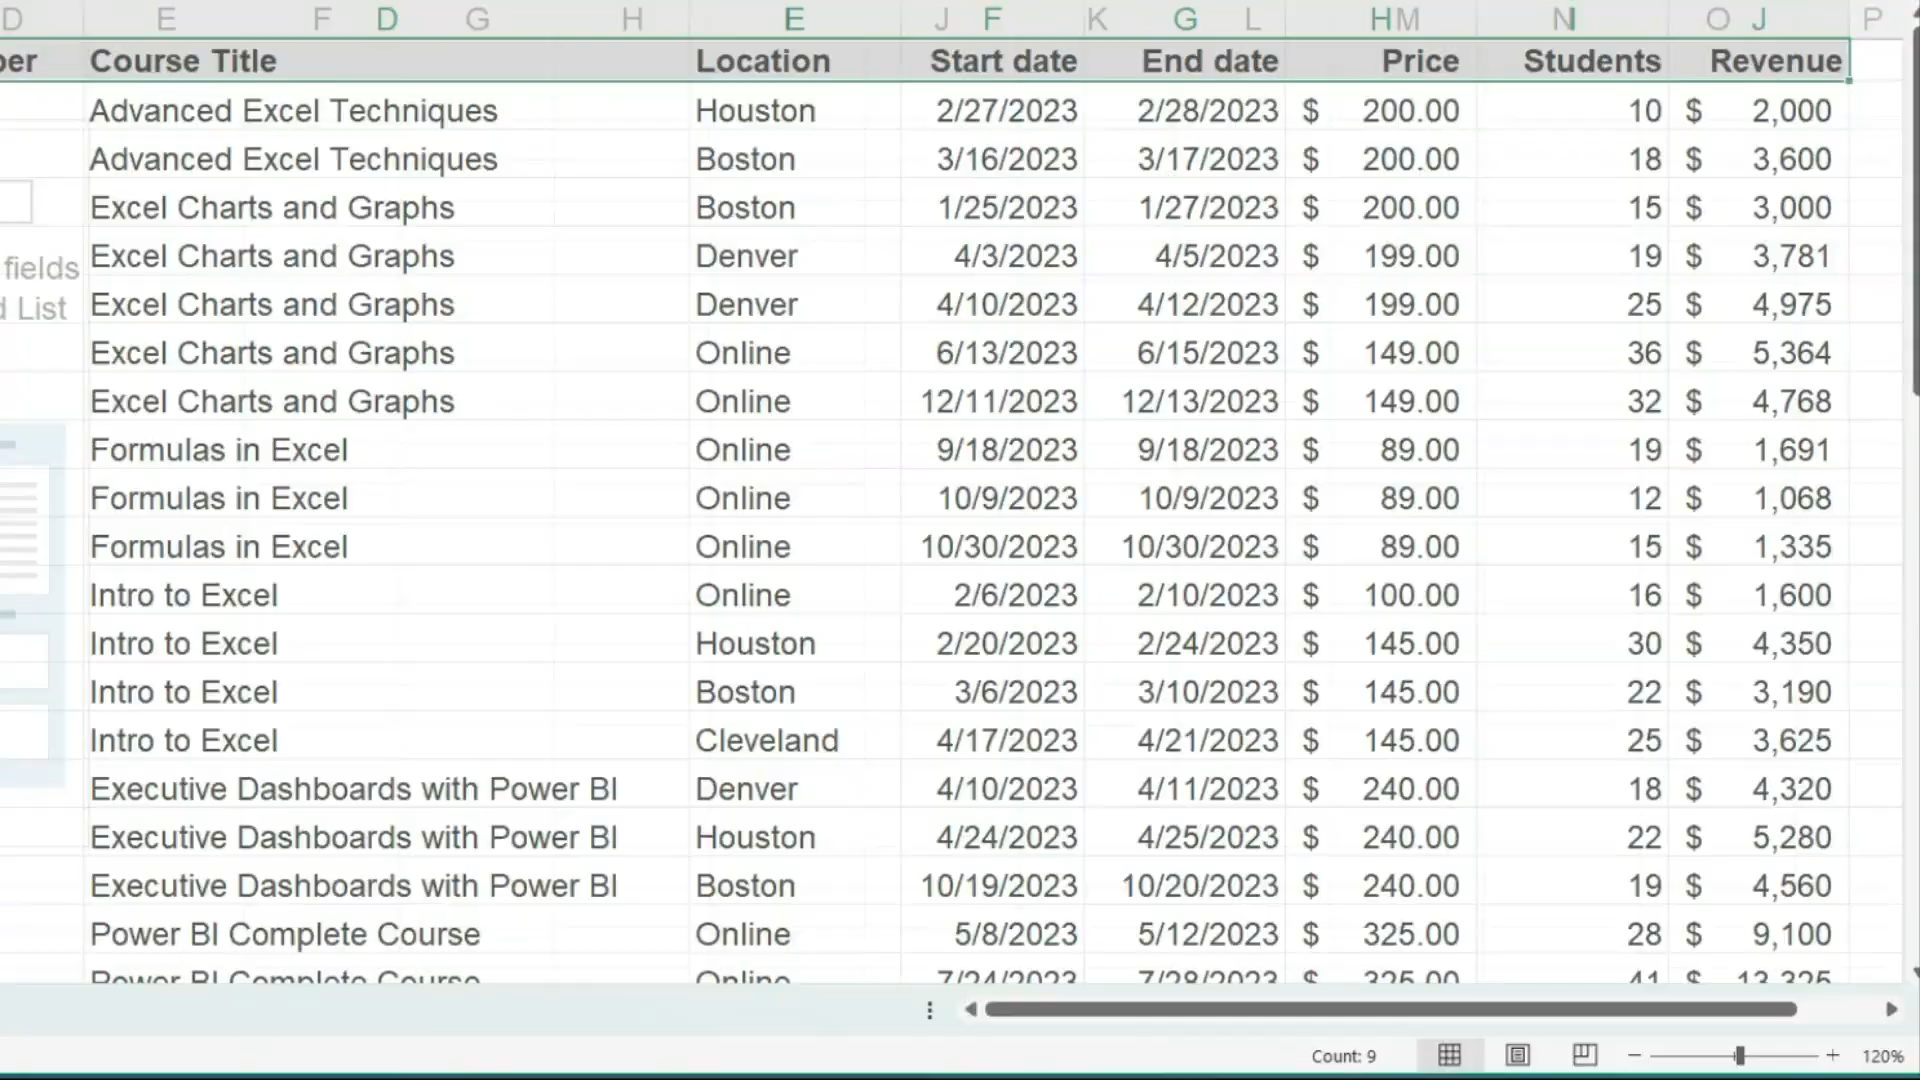 D E F D G H E J F K G L H M N I O J P
ber Course Title Location Start date End date Price Students Revenue
Advanced Excel Techniques Houston 2/27/2023 2/28/2023 $ 200.00 10 $ 2,000
Advanced Excel Techniques Boston 3/16/2023 3/17/2023 $ 200.00 18 $ 3,600
Excel Charts and Graphs Boston 1/25/2023 1/27/2023 $ 200.00 15 $ 3,000
fields Excel Charts and Graphs Denver 4/3/2023 4/5/2023 $ 199.00 19 $ 3,781
d List Excel Charts and Graphs Denver 4/10/2023 4/12/2023 $ 199.00 25 $ 4,975
Excel Charts and Graphs Online 6/13/2023 6/15/2023 $ 149.00 36 $ 5,364
Excel Charts and Graphs Online 12/11/2023 12/13/2023 $ 149.00 32 $ 4,768
Formulas in Excel Online 9/18/2023 9/18/2023 $ 89.00 19 $ 1,691
Formulas in Excel Online 10/9/2023 10/9/2023 $ 89.00 12 $ 1,068
Formulas in Excel Online 10/30/2023 10/30/2023 $ 89.00 15 $ 1,335
Intro to Excel Online 2/6/2023 2/10/2023 $ 100.00 16 $ 1,600
Intro to Excel Houston 2/20/2023 2/24/2023 $ 145.00 30 $ 4,350
Intro to Excel Boston 3/6/2023 3/10/2023 $ 145.00 22 $ 3,190
Intro to Excel Cleveland 4/17/2023 4/21/2023 $ 145.00 25 $ 3,625
Executive Dashboards with Power BI Denver 4/10/2023 4/11/2023 $ 240.00 18 $ 4,320
Executive Dashboards with Power BI Houston 4/24/2023 4/25/2023 $ 240.00 22 $ 5,280
Executive Dashboards with Power BI Boston 10/19/2023 10/20/2023 $ 240.00 19 $ 4,560
Power BI Complete Course Online 5/8/2023 5/12/2023 $ 325.00 28 $ 9,100
Power BI Complete Course Online 7/24/2023 7/28/2023 $ 325.00 41 $ 13,325
Count: 9 120%